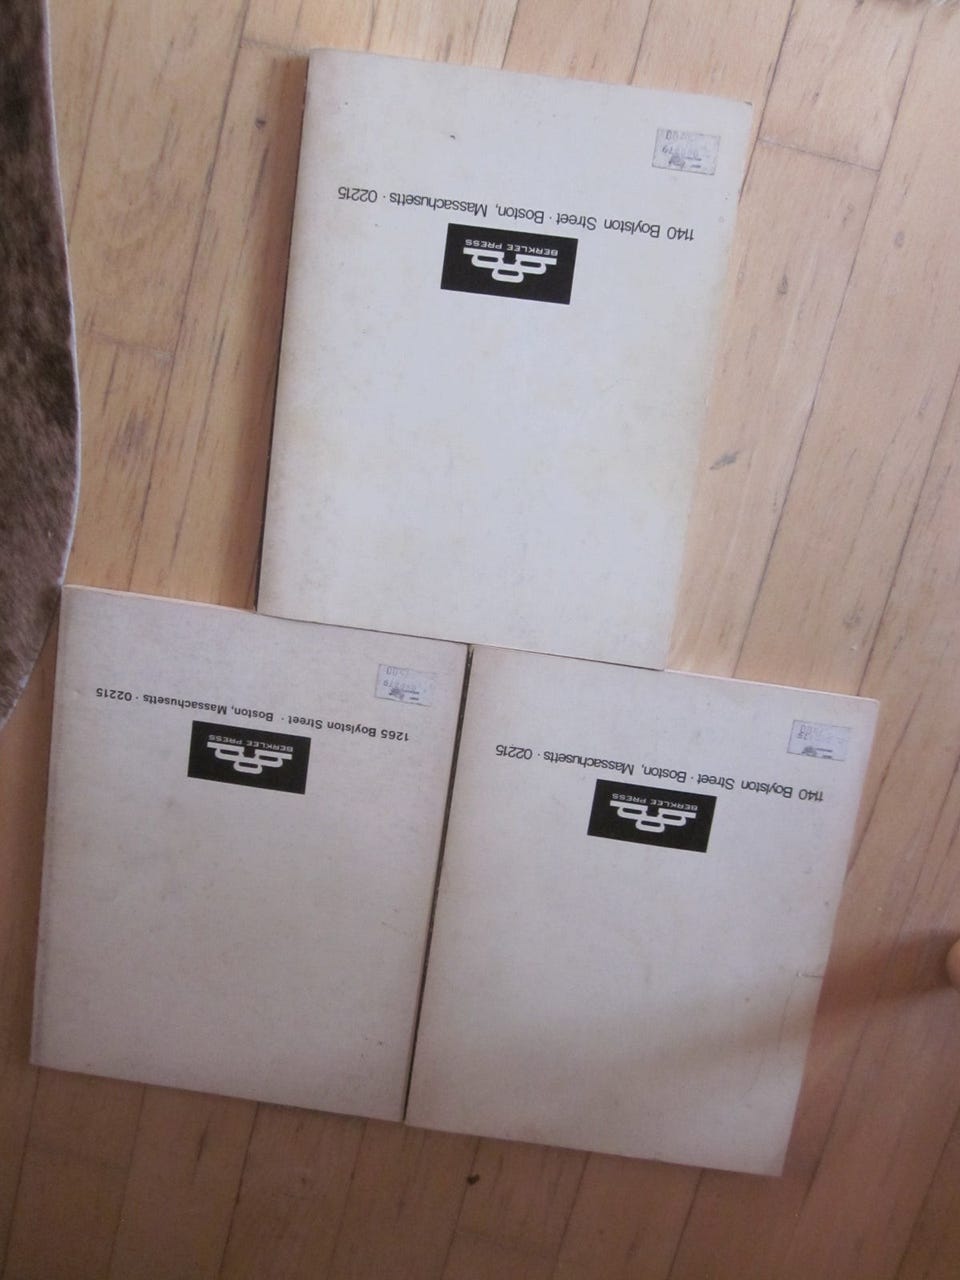 BERKLEE PRESS
1140 Boylston Street · Boston, Massachusetts · 02215
BERKLEE PRESS
1265 Boylston Street · Boston, Massachusetts · 02215
BERKLEE PRESS
1140 Boylston Street · Boston, Massachusetts · 02215